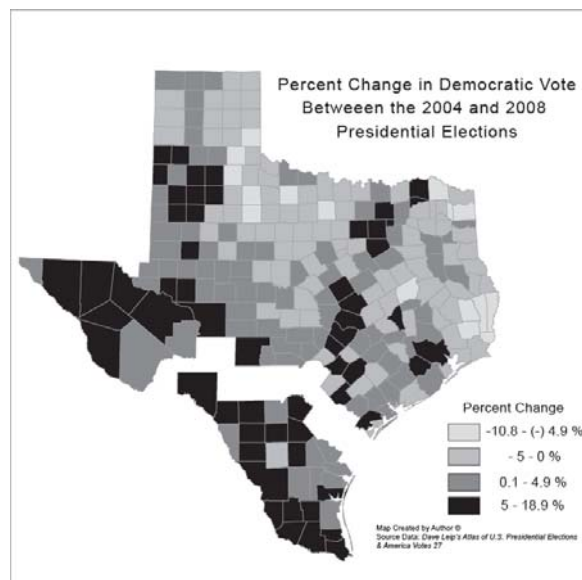 Percent Change in Democratic Vote
Betweeen the 2004 and 2008
Presidential Elections
Percent Change
-10.8 - (-) 4.9 %
- 5 - 0 %
0.1 - 4.9 %
5 - 18.9 %
Map Created by Author ©
Source Data: Dave Leip's Atlas of U.S. Presidential Elections
& America Votes 27